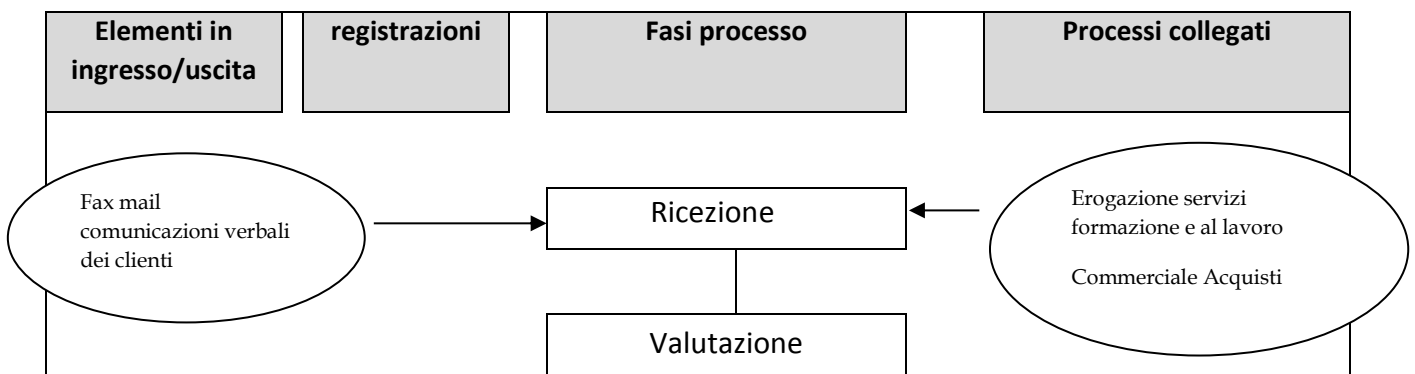 Elementi in
ingresso/uscita
registrazioni
Fasi processo
Processi collegati
Fax mail
comunicazioni verbali
dei clienti
Ricezione
Erogazione servizi
formazione e al lavoro
Commerciale Acquisti
Valutazione